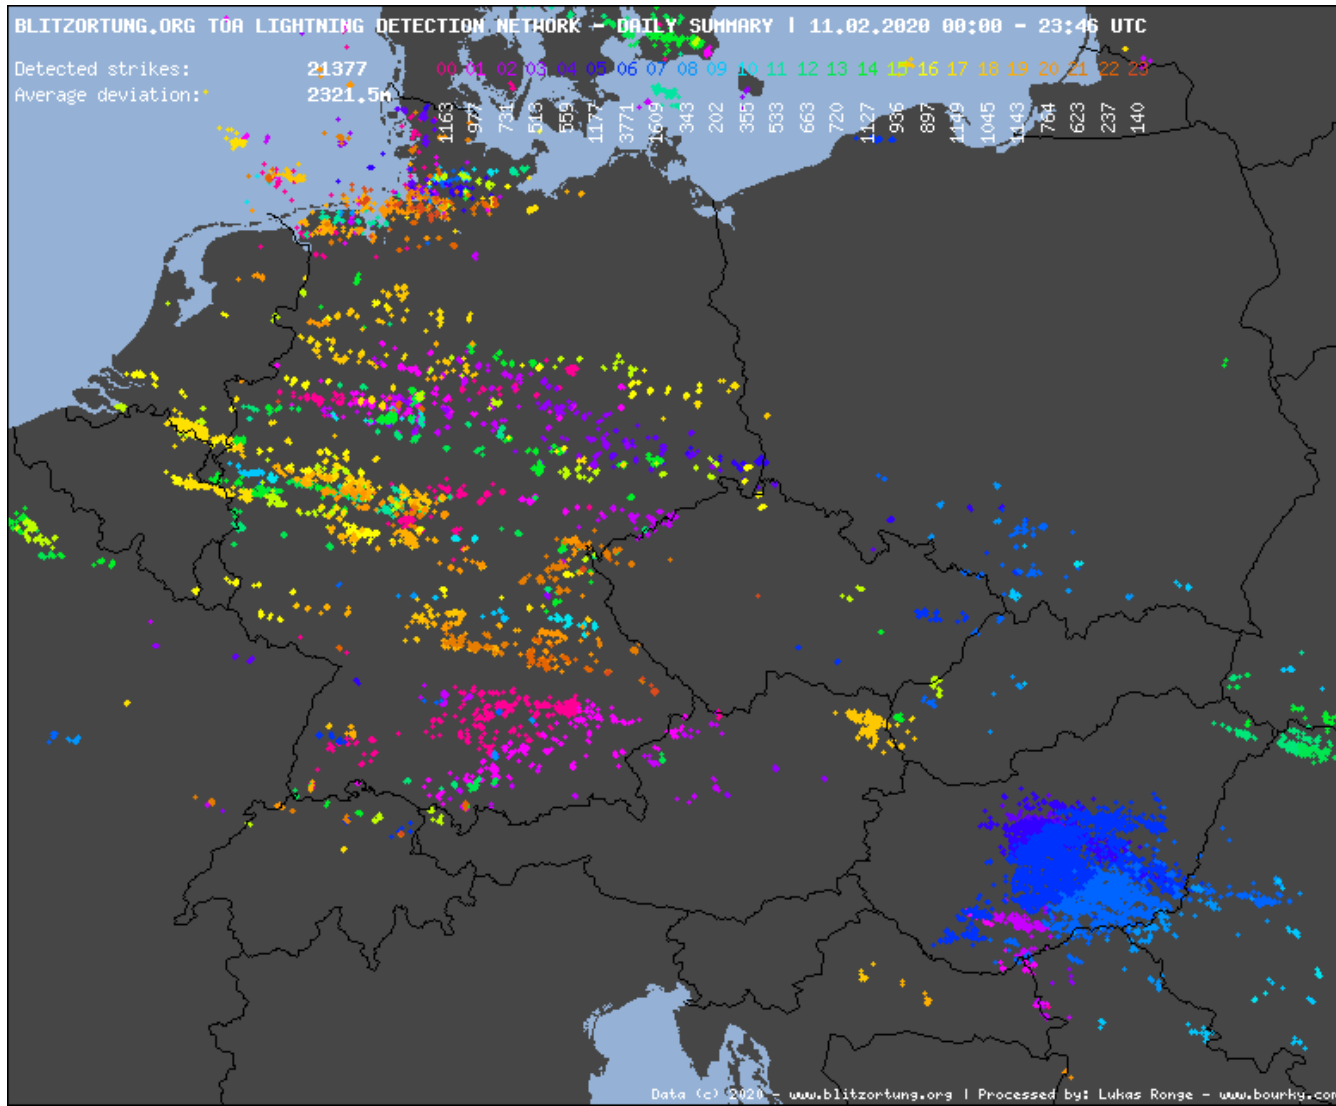 BLITZORTUNG.ORG TOA LIGHTNING DETECTION NETWORK - DAILY SUMMARY | 11.02.2020 00:00 - 23:46 UTC
Detected strikes: 21377 00 01 02 03 04 05 06 07 08 09 10 11 12 13 14 15 16 17 18 19 20 21 22 23
Average deviation: 2321.5m
1163 977 731 513 559 1177 3771 1609 343 202 355 533 663 720 1127 936 897 1149 1045 1143 764 623 237 140
Data (c) 2020 - www.blitzortung.org | Processed by: Lukas Ronge - www.bourky.co